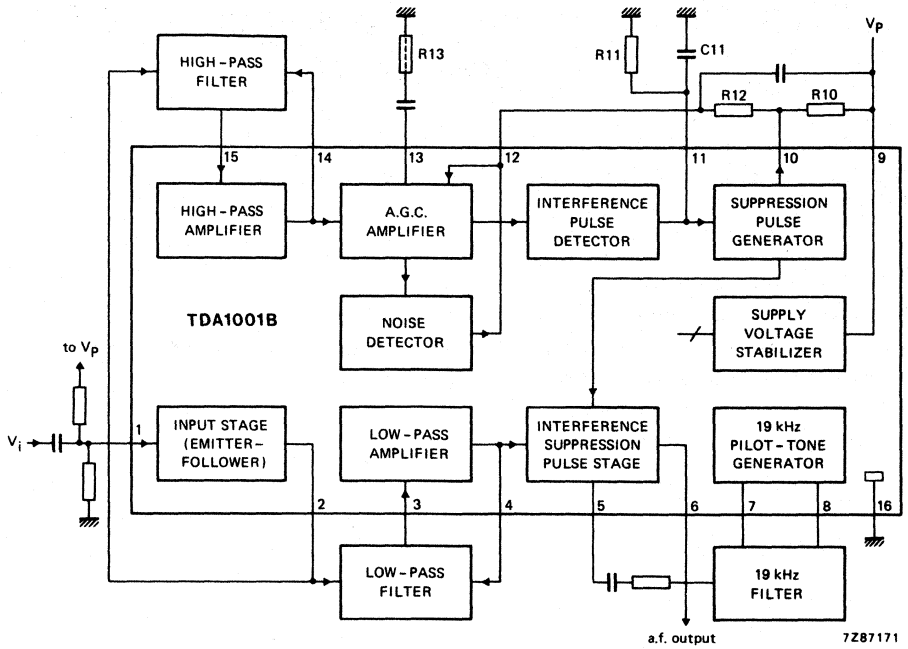 Vp
R13
R11
C11
HIGH-PASS
FILTER
R12
R10
15
14
13
12
11
10
9
HIGH-PASS
AMPLIFIER
A.G.C.
AMPLIFIER
INTERFERENCE
PULSE
DETECTOR
SUPPRESSION
PULSE
GENERATOR
TDA1001B
NOISE
DETECTOR
SUPPLY
VOLTAGE
STABILIZER
to Vp
Vi
1
INPUT STAGE
(EMITTER-
FOLLOWER)
LOW-PASS
AMPLIFIER
INTERFERENCE
SUPPRESSION
PULSE STAGE
19 kHz
PILOT-TONE
GENERATOR
2
3
4
5
6
7
8
16
LOW-PASS
FILTER
19 kHz
FILTER
a.f. output
7Z87171